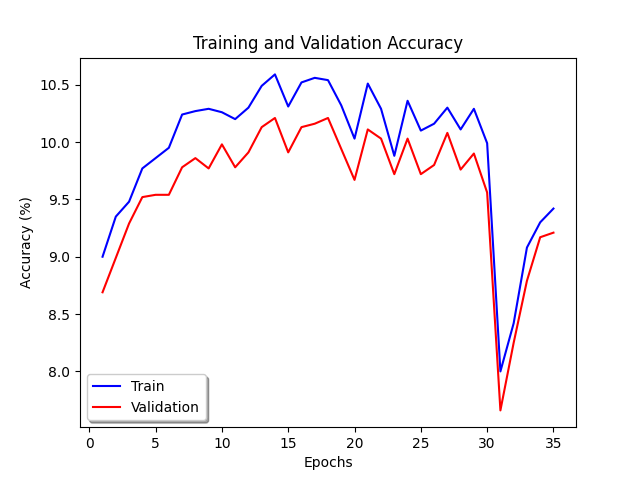 Training and Validation Accuracy
Accuracy (%)
10.5
10.0
9.5
9.0
8.5
8.0
Train
Validation
0 5 10 15 20 25 30 35
Epochs